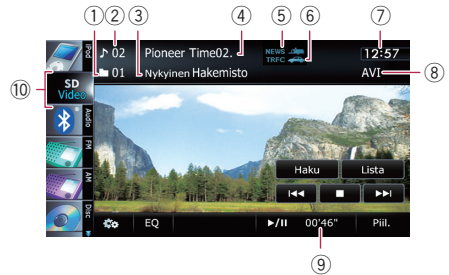 ① ② ③ ④ ⑤ ⑥ ⑦
♪ 02 Pioneer Time02. NEWS TRFC 12:57
01 Nykyinen Hakemisto AVI ⑧
⑩
iPod
SD Video
Audio
FM
AM
Disc
Haku Lista
EQ ►/II 00'46" Piil.
⑨